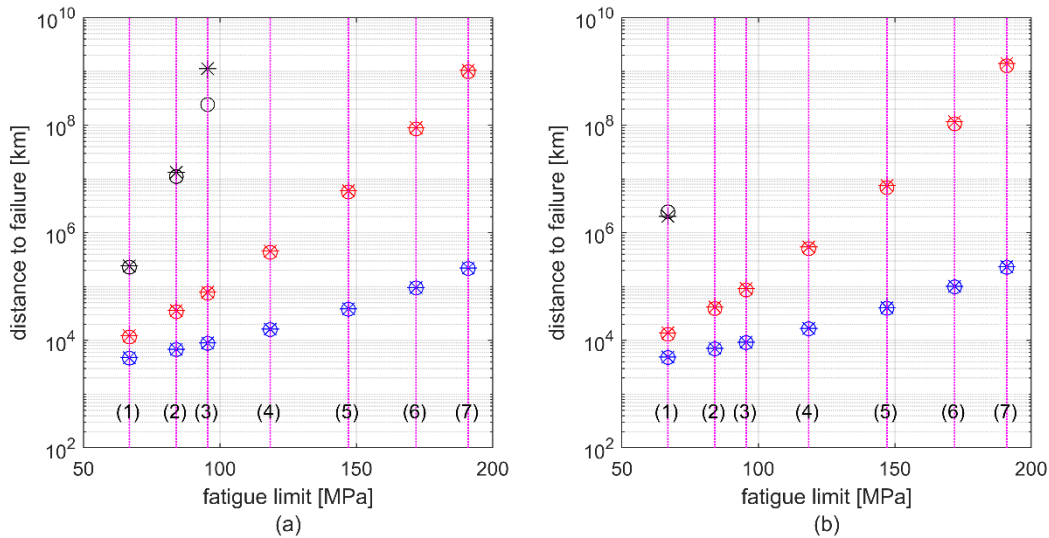 10^10
10^8
10^6
10^4
10^2
distance to failure [km]
(1) (2) (3) (4) (5) (6) (7)
50 100 150 200
fatigue limit [MPa]
(a)
10^10
10^8
10^6
10^4
10^2
distance to failure [km]
(1) (2) (3) (4) (5) (6) (7)
50 100 150 200
fatigue limit [MPa]
(b)